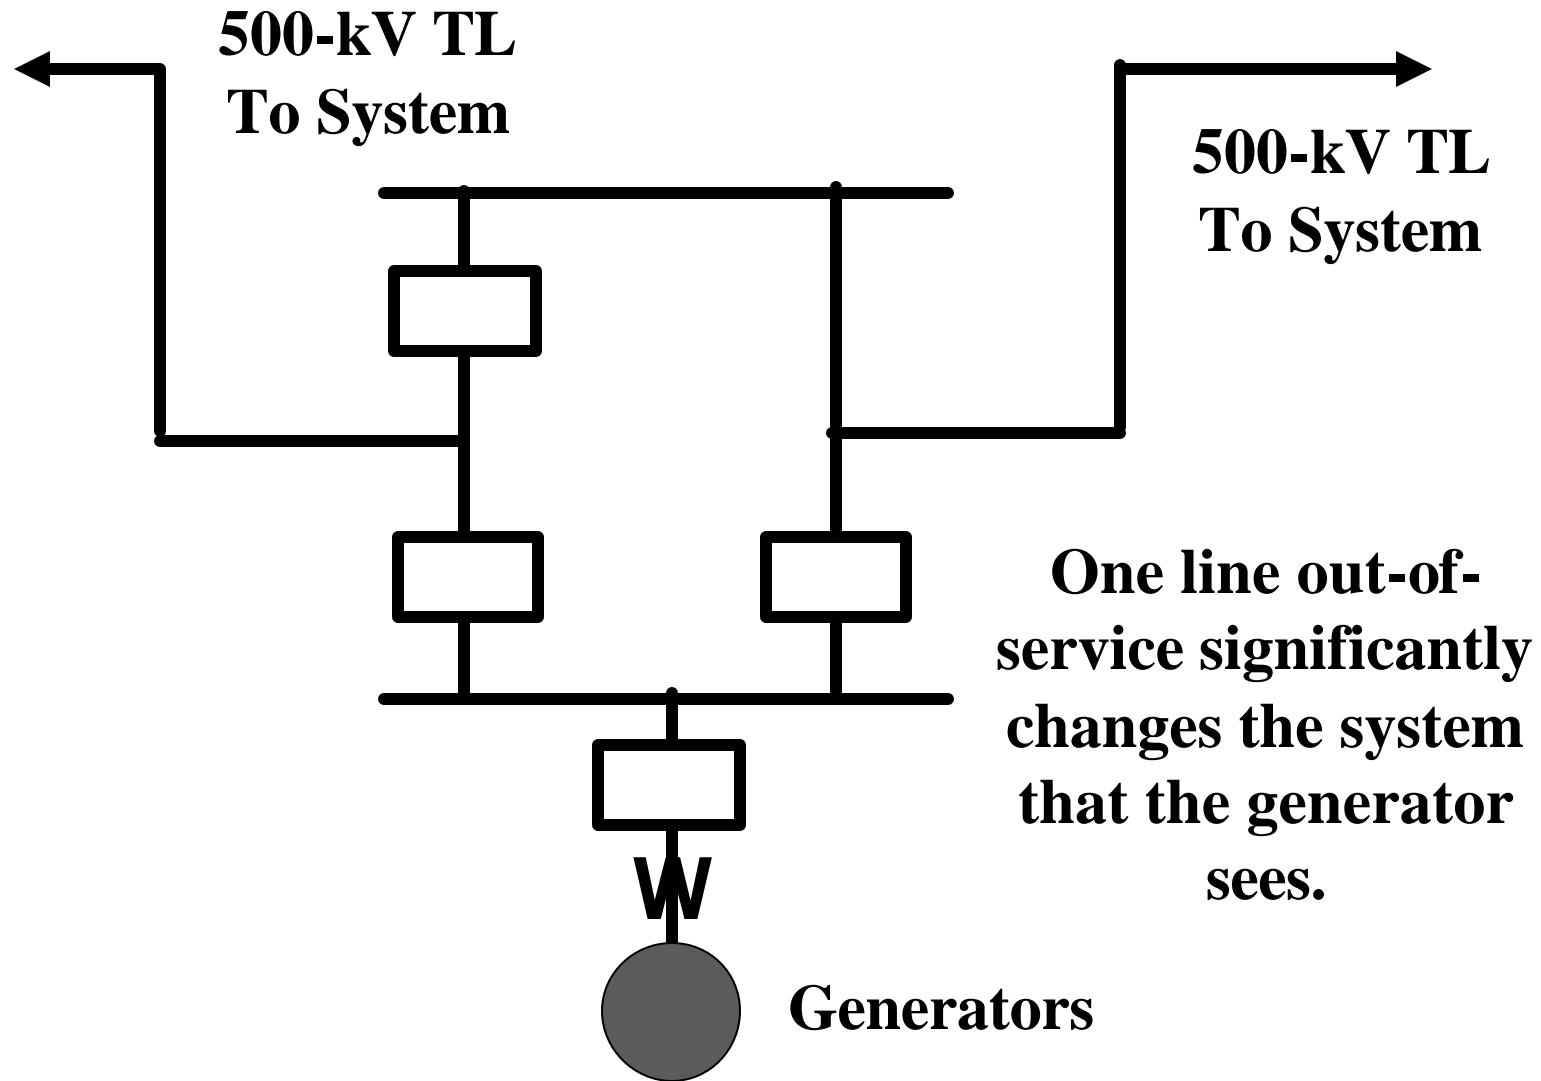 500-kV TL
To System
500-kV TL
To System
One line out-of-
service significantly
changes the system
that the generator
sees.
W
Generators